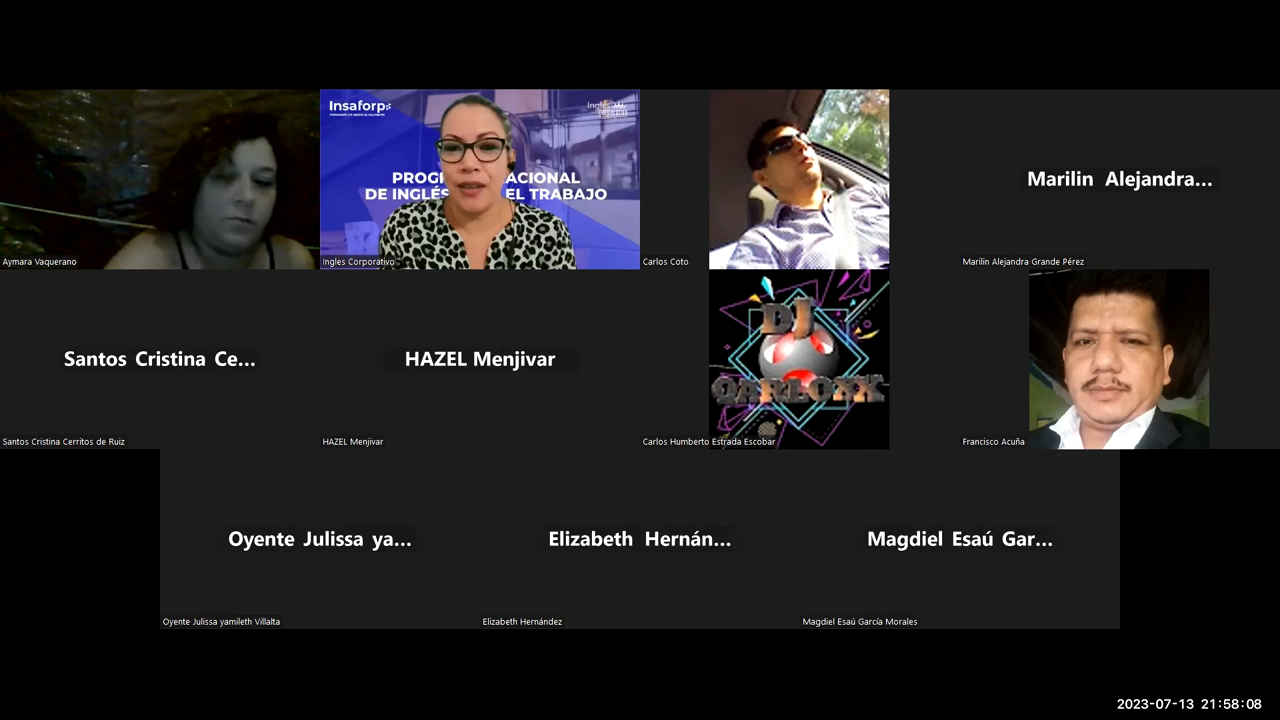 Insaforp
PROGR ACIONAL
DE INGLÉS EL TRABAJO
Marilin Alejandra...
Aymara Vaquerano
Ingles Corporativo
Carlos Coto
Marilin Alejandra Grande Pérez
Santos Cristina Ce...
HAZEL Menjivar
DJ
QARLOXX
Santos Cristina Cerritos de Ruiz
HAZEL Menjivar
Carlos Humberto Estrada Escobar
Francisco Acuña
Oyente Julissa ya...
Elizabeth Hernán...
Magdiel Esaú Gar...
Oyente Julissa yamileth Villalta
Elizabeth Hernández
Magdiel Esaú García Morales
2023-07-13 21:58:08